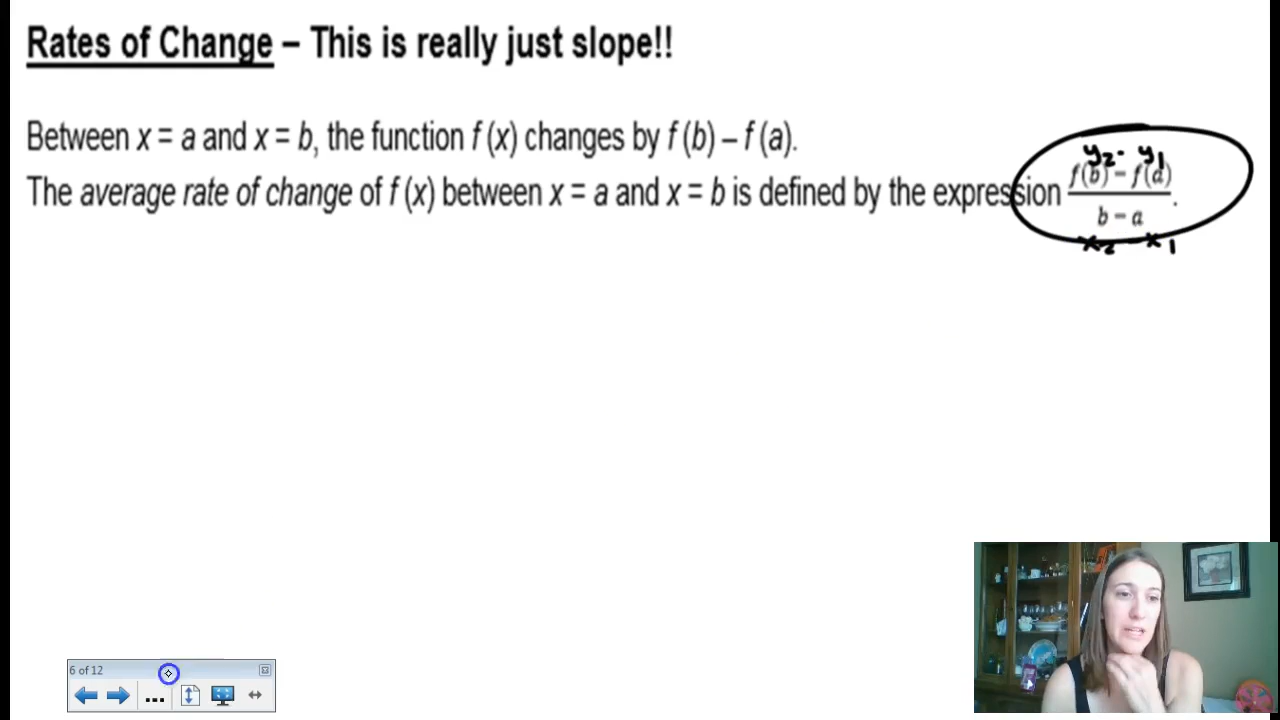 Rates of Change – This is really just slope!!
Between x = a and x = b, the function f (x) changes by f (b) – f (a).
y2 - y1
The average rate of change of f (x) between x = a and x = b is defined by the expression f(b) – f(a) / b – a.
x2 - x1
6 of 12